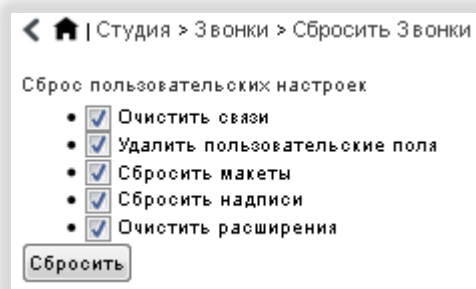 | Студия > Звонки > Сбросить Звонки
Сброс пользовательских настроек
Очистить связи
Удалить пользовательские поля
Сбросить макеты
Сбросить надписи
Очистить расширения
Сбросить